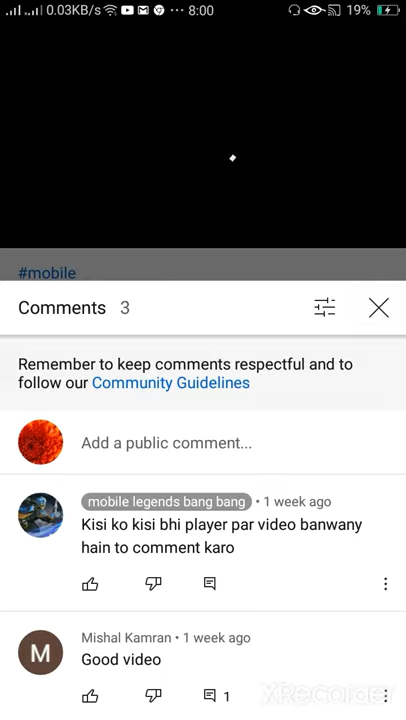 0.03KB/s ... 8:00 19%
#mobile
Comments 3
Remember to keep comments respectful and to
follow our Community Guidelines
Add a public comment...
mobile legends bang bang • 1 week ago
Kisi ko kisi bhi player par video banwany
hain to comment karo
Mishal Kamran • 1 week ago
M
Good video
1
XRecorder